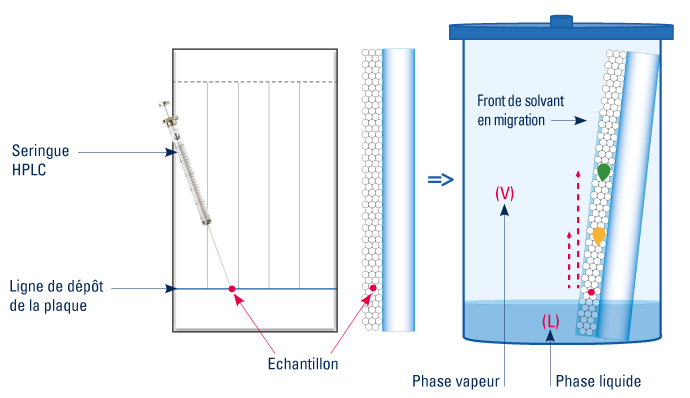 Seringue
HPLC
Ligne de dépôt
de la plaque
Echantillon
Front de solvant
en migration
(V)
(L)
Phase vapeur
Phase liquide